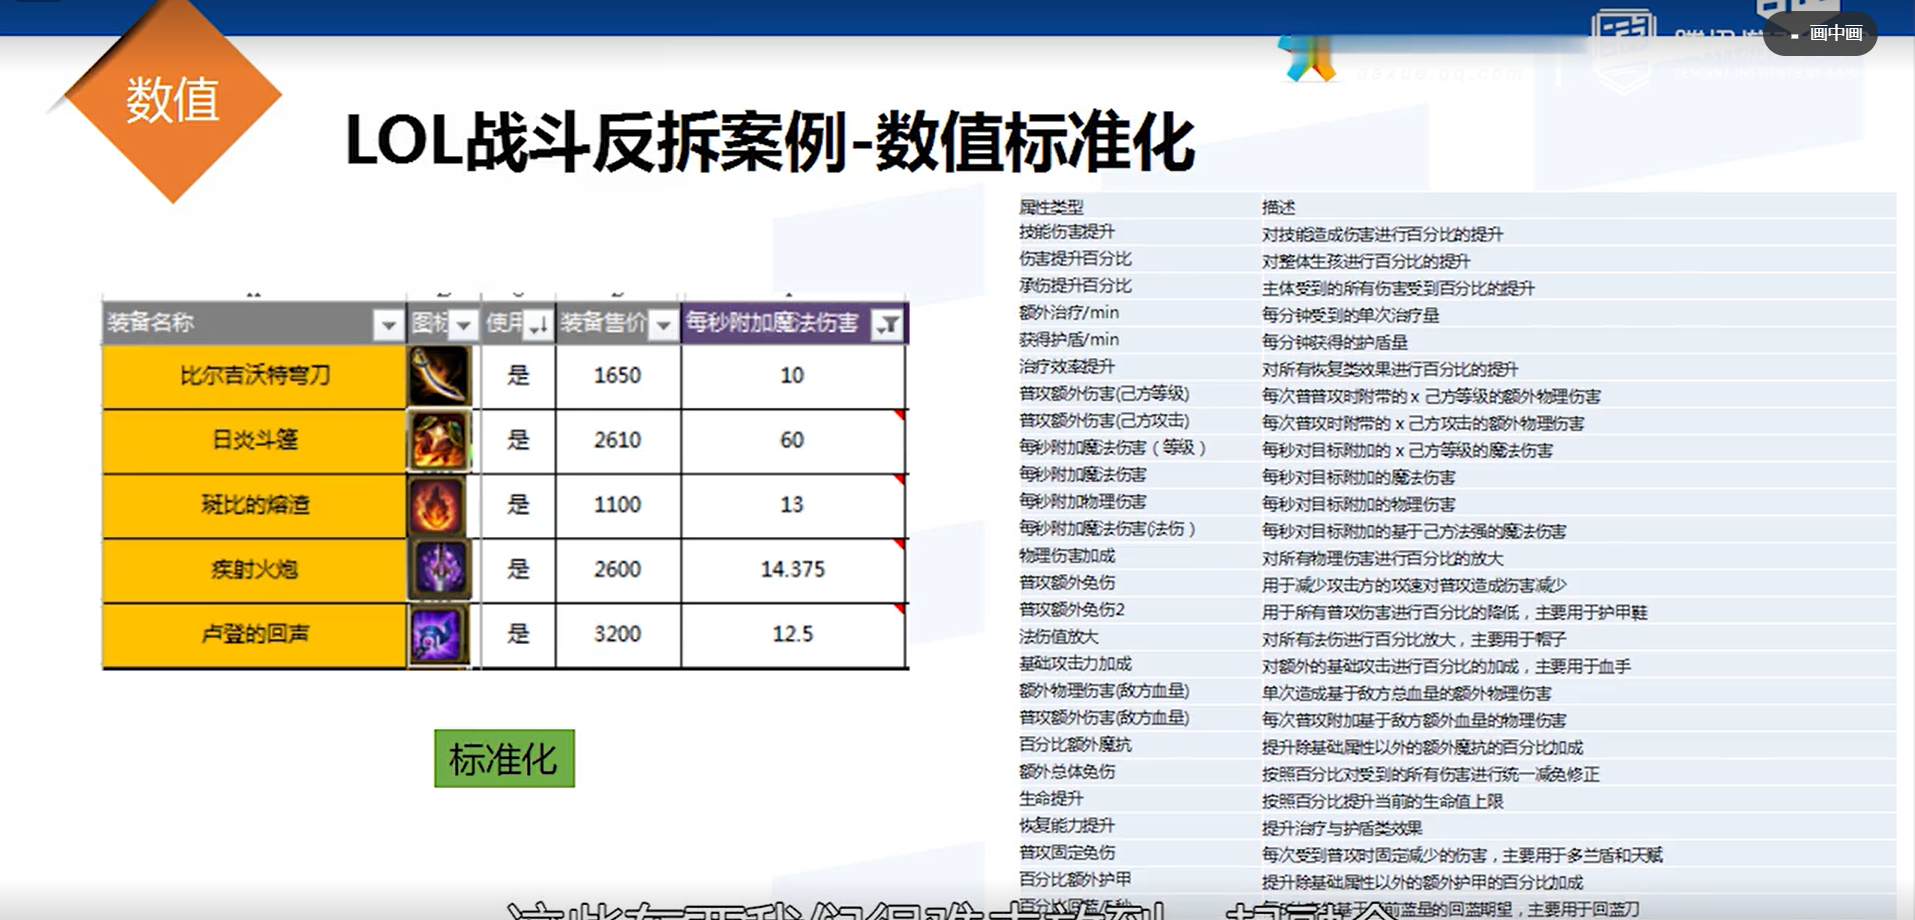 画中画
数值
LOL战斗反拆案例-数值标准化
daxue.qq.com
装备名称 图标 使用 装备售价 每秒附加魔法伤害
比尔吉沃特弯刀 是 1650 10
日炎斗篷 是 2610 60
斑比的熔渣 是 1100 13
疾射火炮 是 2600 14.375
卢登的回声 是 3200 12.5
标准化
属性类型 描述
技能伤害提升 对技能造成伤害进行百分比的提升
伤害提升百分比 对整体生孩进行百分比的提升
承伤提升百分比 主体受到的所有伤害受到百分比的提升
额外治疗/min 每分钟受到的单次治疗量
获得护盾/min 每分钟获得的护盾量
治疗效率提升 对所有恢复类效果进行百分比的提升
普攻额外伤害(己方等级) 每次普普攻时附带的 x 己方等级的额外物理伤害
普攻额外伤害(己方攻击) 每次普攻时附带的 x 己方攻击的额外物理伤害
每秒附加魔法伤害（等级） 每秒对目标附加的 x 己方等级的魔法伤害
每秒附加魔法伤害 每秒对目标附加的魔法伤害
每秒附加物理伤害 每秒对目标附加的物理伤害
每秒附加魔法伤害(法伤） 每秒对目标附加的基于己方法强的魔法伤害
物理伤害加成 对所有物理伤害进行百分比的放大
普攻额外免伤 用于减少攻击方的攻速对普攻造成伤害减少
普攻额外免伤2 用于所有普攻伤害进行百分比的降低，主要用于护甲鞋
法伤值放大 对所有法伤进行百分比放大，主要用于帽子
基础攻击力加成 对额外的基础攻击进行百分比的加成，主要用于血手
额外物理伤害(敌方血量) 单次造成基于敌方总血量的额外物理伤害
普攻额外伤害(敌方血量) 每次普攻附加基于敌方额外血量的物理伤害
百分比额外魔抗 提升除基础属性以外的额外魔抗的百分比加成
额外总体免伤 按照百分比对受到的所有伤害进行统一减免修正
生命提升 按照百分比提升当前的生命值上限
恢复能力提升 提升治疗与护盾类效果
普攻固定免伤 每次受到普攻时固定减少的伤害，主要用于多兰盾和天赋
百分比额外护甲 提升除基础属性以外的额外护甲的百分比加成
百分比回蓝/5秒 基于 前蓝量的回蓝期望，主要用于回蓝刀